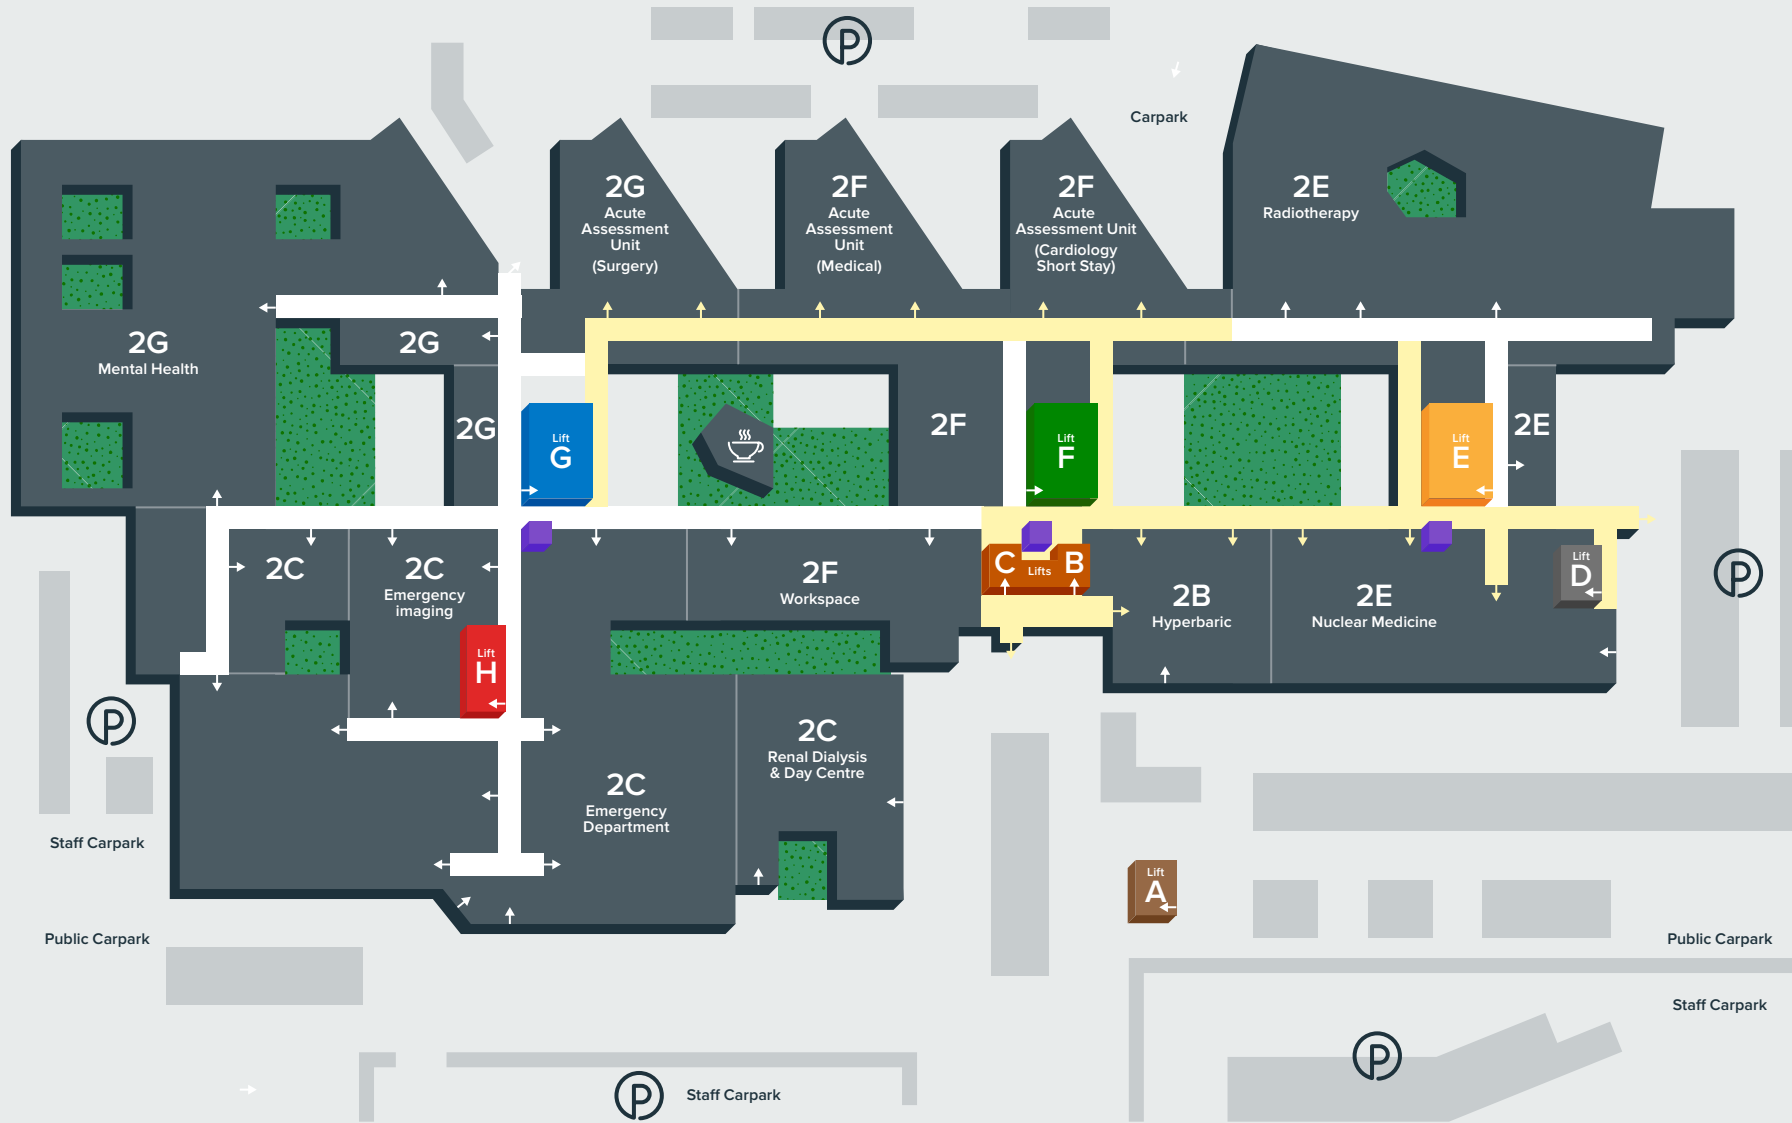 P
Carpark
2G
Acute
Assessment
Unit
(Surgery)
2F
Acute
Assessment
Unit
(Medical)
2F
Acute
Assessment Unit
(Cardiology
Short Stay)
2E
Radiotherapy
2G
Mental Health
2G
2G
Lift
G
2F
Lift
F
Lift
E
2E
2C
2C
Emergency
imaging
2F
Workspace
C
Lifts
B
2B
Hyperbaric
2E
Nuclear Medicine
Lift
D
P
Lift
H
P
2C
Renal Dialysis
& Day Centre
2C
Emergency
Department
Staff Carpark
Lift
A
Public Carpark
Public Carpark
Staff Carpark
P
P
Staff Carpark